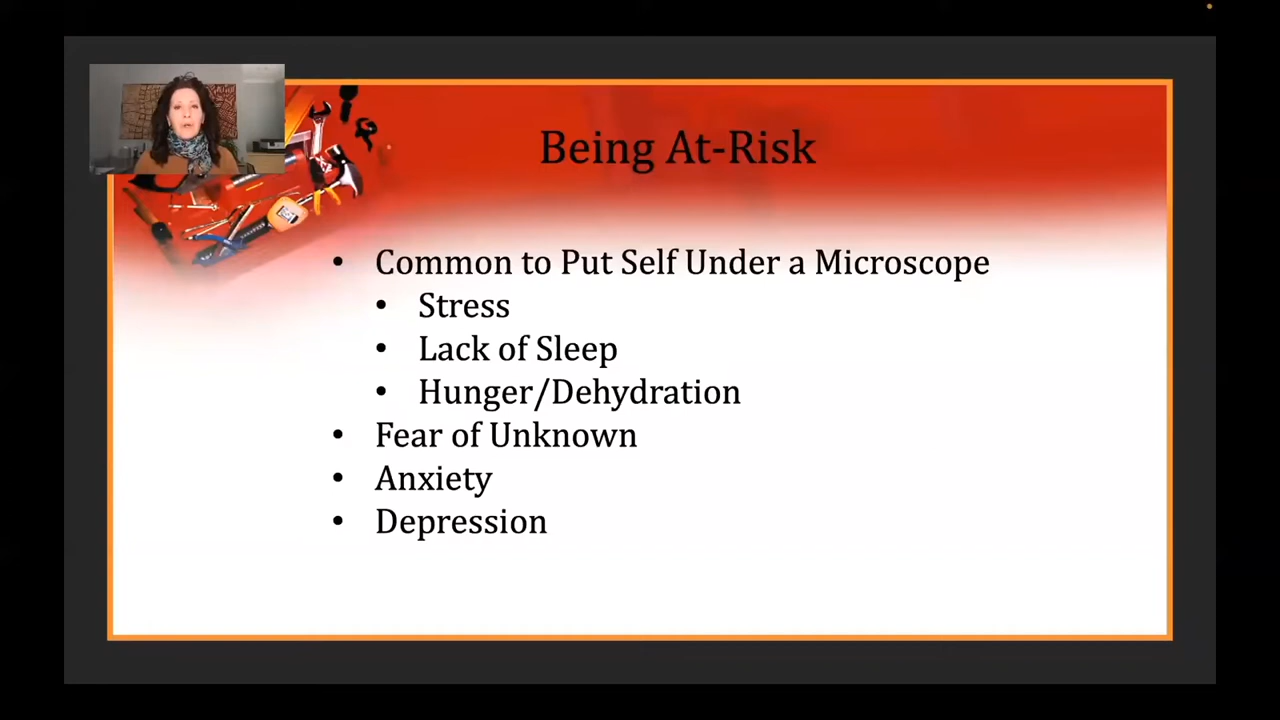 Being At-Risk
• Common to Put Self Under a Microscope
• Stress
• Lack of Sleep
• Hunger/Dehydration
• Fear of Unknown
• Anxiety
• Depression